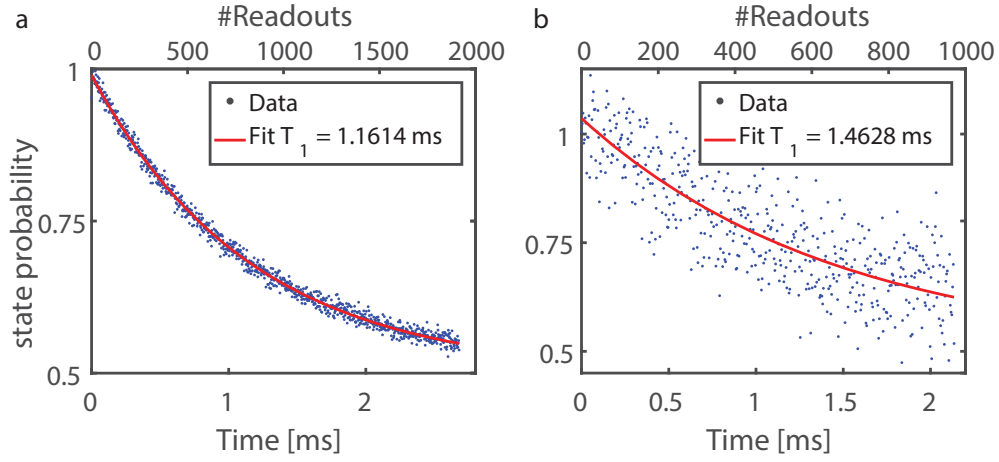 a
#Readouts
0 500 1000 1500 2000
1
0.75
0.5
state probability
Data
Fit T 1 = 1.1614 ms
0 1 2
Time [ms]
b
#Readouts
0 200 400 600 800 1000
1
0.75
0.5
Data
Fit T 1 = 1.4628 ms
0 0.5 1 1.5 2
Time [ms]